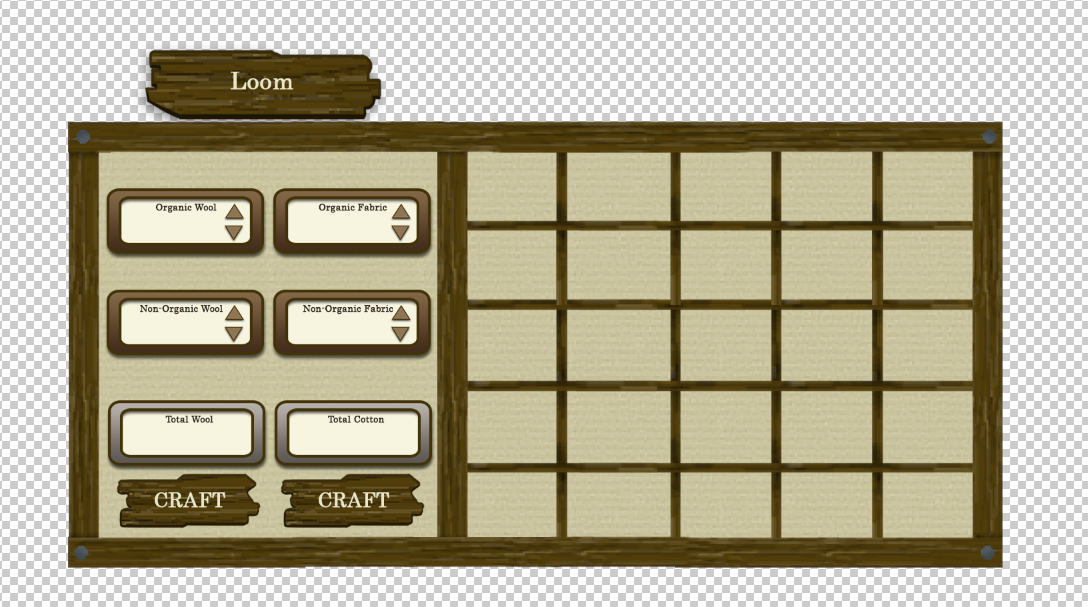 Loom
Organic Wool
Organic Fabric
Non-Organic Wool
Non-Organic Fabric
Total Wool
Total Cotton
CRAFT
CRAFT